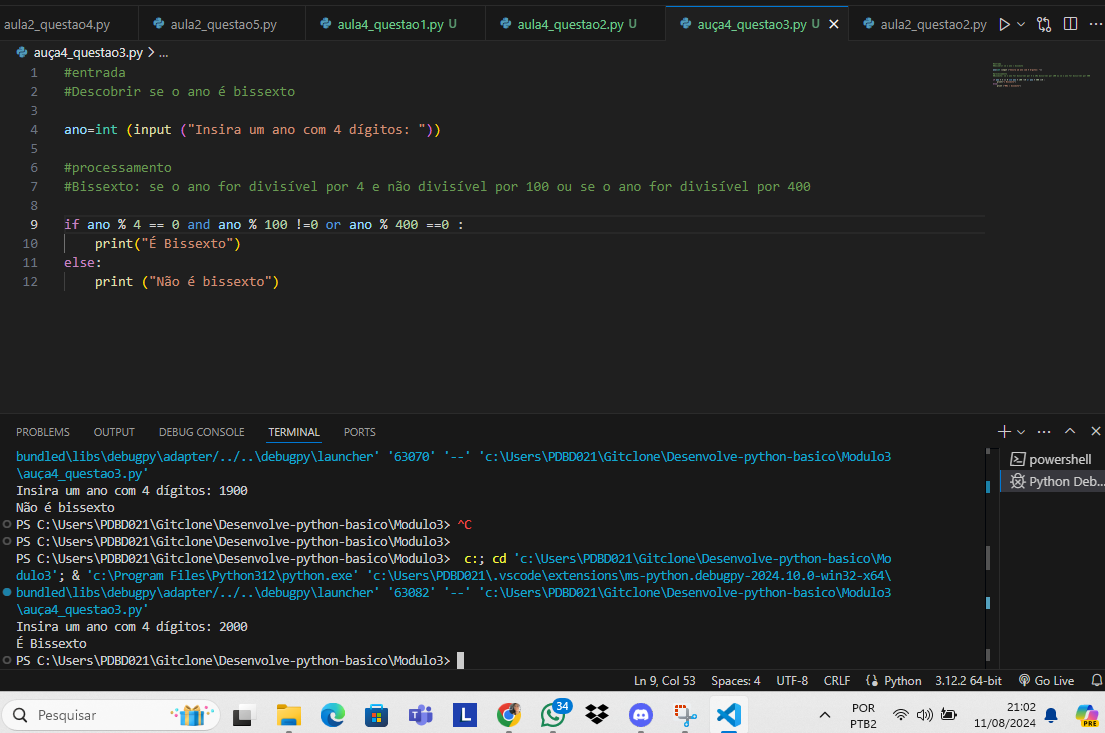 aula2_questao4.py aula2_questao5.py aula4_questao1.py U aula4_questao2.py U auça4_questao3.py U aula2_questao2.py
auça4_questao3.py > ...
1 #entrada
2 #Descobrir se o ano é bissexto
3
4 ano=int (input ("Insira um ano com 4 dígitos: "))
5
6 #processamento
7 #Bissexto: se o ano for divisível por 4 e não divisível por 100 ou se o ano for divisível por 400
8
9 if ano % 4 == 0 and ano % 100 !=0 or ano % 400 ==0 :
10 print("É Bissexto")
11 else:
12 print ("Não é bissexto")
PROBLEMS OUTPUT DEBUG CONSOLE TERMINAL PORTS
bundled\libs\debugpy\adapter/../..\debugpy\launcher' '63070' '--' 'c:\Users\PDBD021\Gitclone\Desenvolve-python-basico\Modulo3
\auça4_questao3.py'
Insira um ano com 4 dígitos: 1900
Não é bissexto
PS C:\Users\PDBD021\Gitclone\Desenvolve-python-basico\Modulo3> ^C
PS C:\Users\PDBD021\Gitclone\Desenvolve-python-basico\Modulo3>
PS C:\Users\PDBD021\Gitclone\Desenvolve-python-basico\Modulo3> c:; cd 'c:\Users\PDBD021\Gitclone\Desenvolve-python-basico\Mo
dulo3'; & 'c:\Program Files\Python312\python.exe' 'c:\Users\PDBD021\.vscode\extensions\ms-python.debugpy-2024.10.0-win32-x64\
bundled\libs\debugpy\adapter/../..\debugpy\launcher' '63082' '--' 'c:\Users\PDBD021\Gitclone\Desenvolve-python-basico\Modulo3
\auça4_questao3.py'
Insira um ano com 4 dígitos: 2000
É Bissexto
PS C:\Users\PDBD021\Gitclone\Desenvolve-python-basico\Modulo3>
powershell
Python Deb...
Ln 9, Col 53 Spaces: 4 UTF-8 CRLF Python 3.12.2 64-bit Go Live
Pesquisar L 34 POR 21:02
PTB2 11/08/2024 PRE